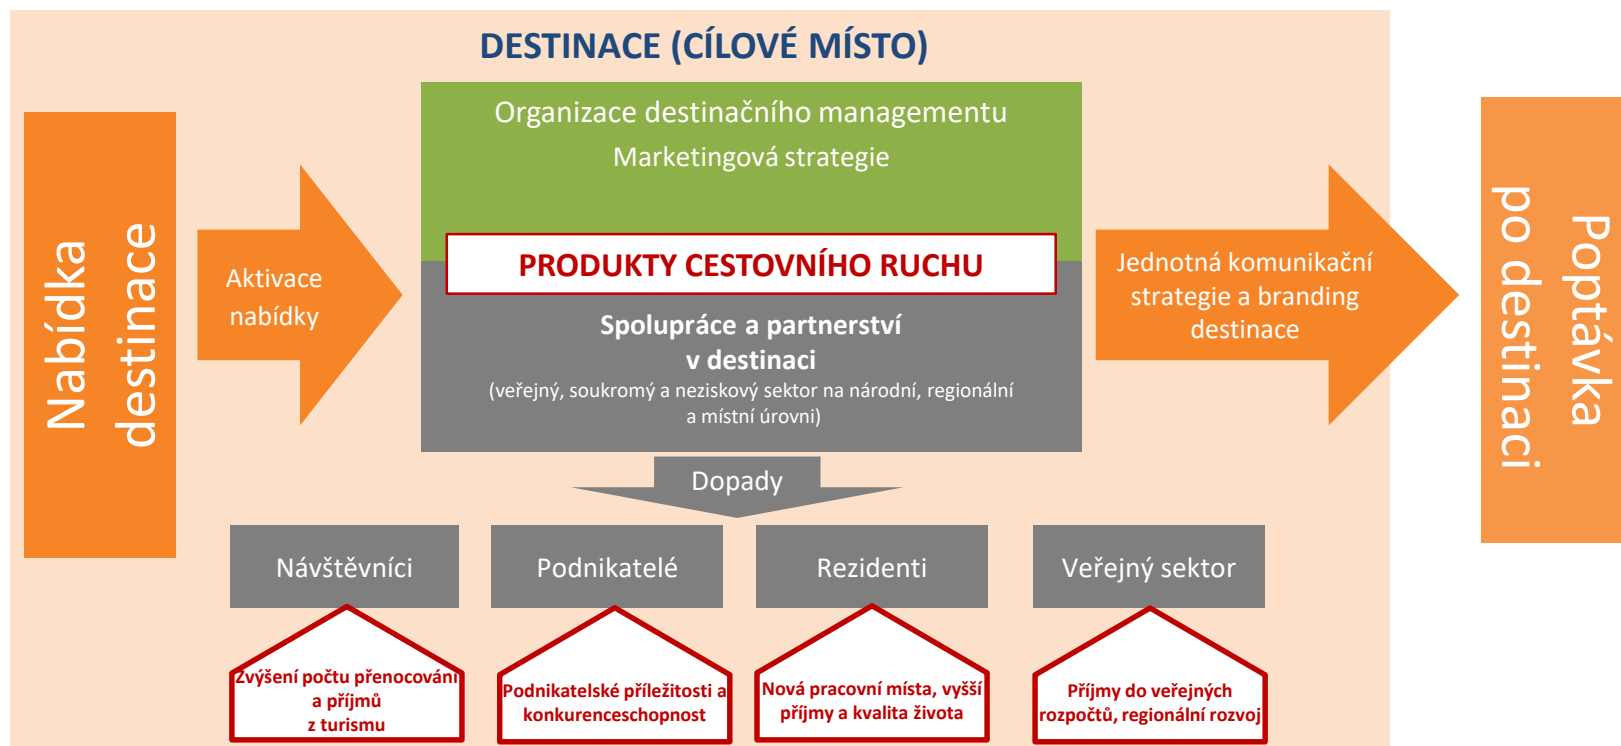 DESTINACE (CÍLOVÉ MÍSTO)
Nabídka
destinace
Aktivace
nabídky
Organizace destinačního managementu
Marketingová strategie
PRODUKTY CESTOVNÍHO RUCHU
Spolupráce a partnerství
v destinaci
(veřejný, soukromý a neziskový sektor na národní, regionální
a místní úrovni)
Jednotná komunikační
strategie a branding
destinace
Poptávka
po destinaci
Dopady
Návštěvníci
Podnikatelé
Rezidenti
Veřejný sektor
Zvýšení počtu přenocování
a příjmů
z turismu
Podnikatelské příležitosti a
konkurenceschopnost
Nová pracovní místa, vyšší
příjmy a kvalita života
Příjmy do veřejných
rozpočtů, regionální rozvoj